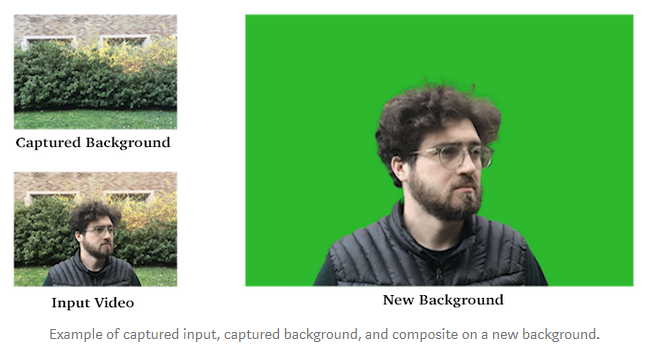 Captured Background
Input Video
New Background
Example of captured input, captured background, and composite on a new background.